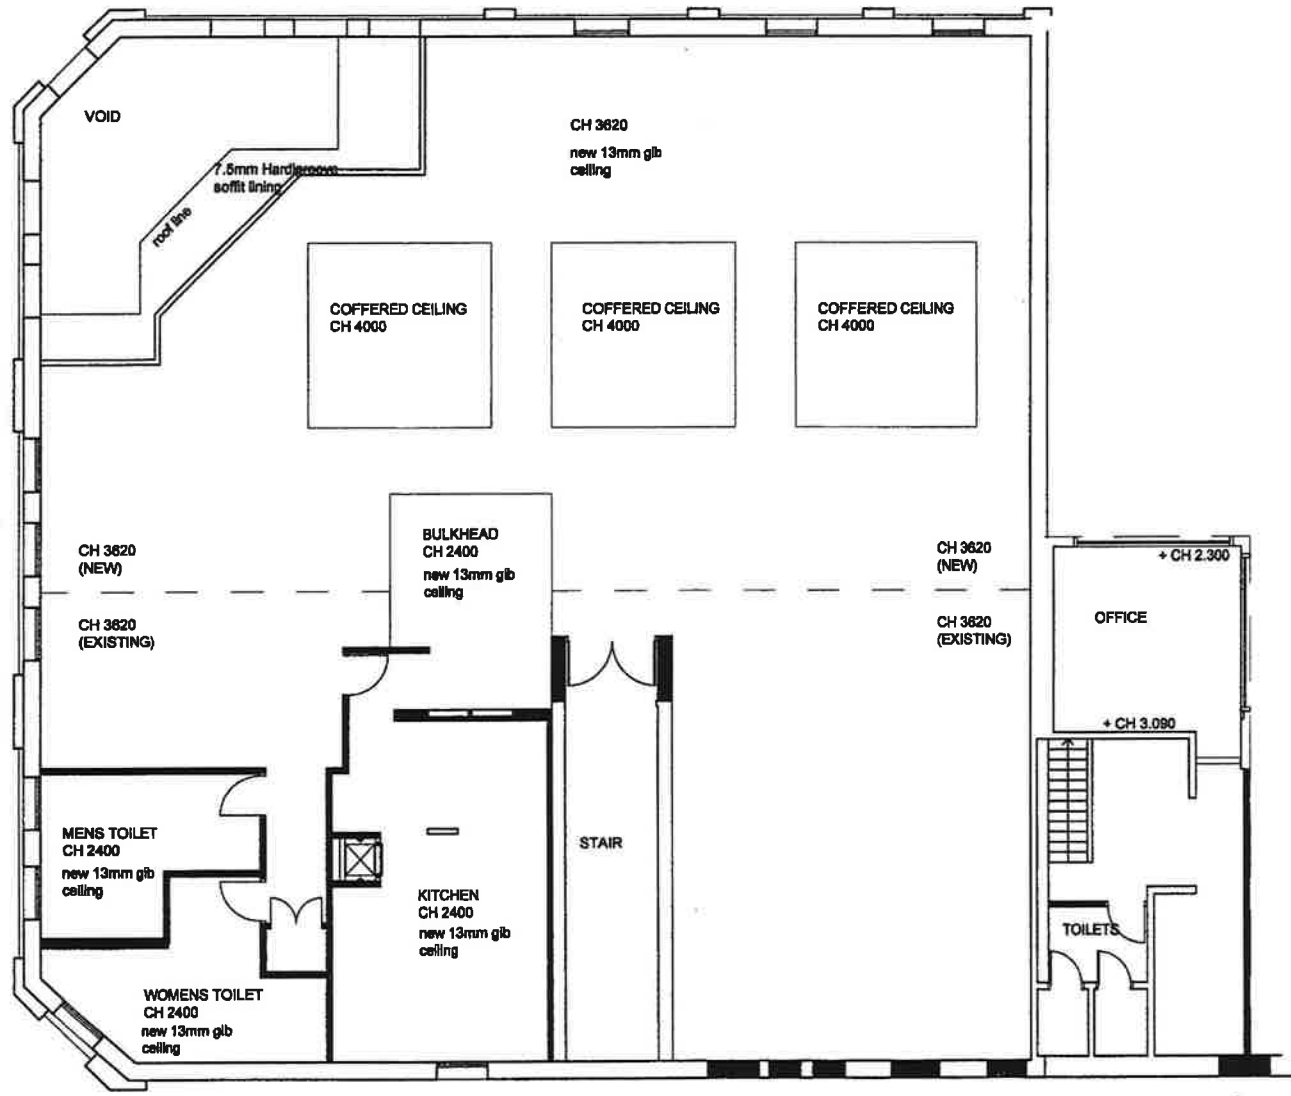 VOID
CH 3620
new 13mm gib
ceiling
7.5mm Hardigroove
soffit lining
roof line
COFFERED CEILING
CH 4000
COFFERED CEILING
CH 4000
COFFERED CEILING
CH 4000
BULKHEAD
CH 2400
new 13mm gib
ceiling
CH 3620
(NEW)
CH 3620
(NEW)
+ CH 2.300
CH 3620
(EXISTING)
CH 3620
(EXISTING)
OFFICE
+ CH 3.090
MENS TOILET
CH 2400
new 13mm gib
ceiling
STAIR
KITCHEN
CH 2400
new 13mm gib
ceiling
TOILETS
WOMENS TOILET
CH 2400
new 13mm gib
ceiling